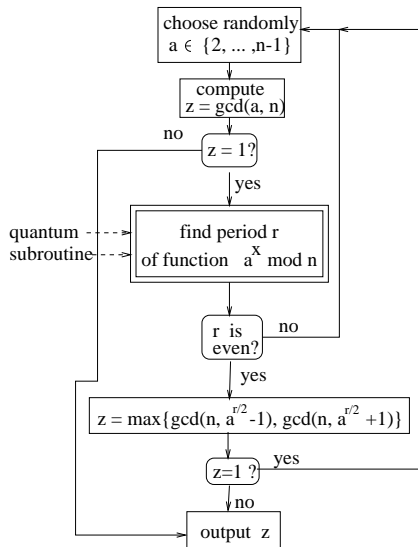 choose randomly
a ∈ {2, ... ,n-1}
compute
z = gcd(a, n)
no
z = 1?
yes
quantum
subroutine
find period r
of function a^x mod n
r is
even?
no
yes
z = max{gcd(n, a^r/2 -1), gcd(n, a^r/2 +1)}
z=1 ?
yes
no
output z